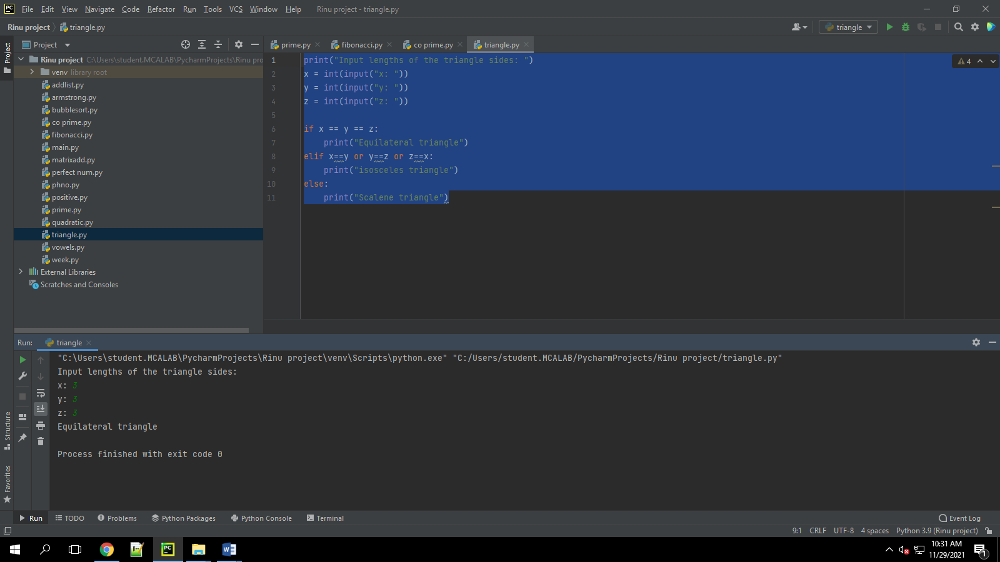 PC File Edit View Navigate Code Refactor Run Tools VCS Window Help Rinu project - triangle.py
Rinu project triangle.py triangle
Project
Project
prime.py fibonacci.py co prime.py triangle.py
Rinu project C:\Users\student.MCALAB\PycharmProjects\Rinu pro
venv library root
addlist.py
armstrong.py
bubblesort.py
co prime.py
fibonacci.py
main.py
matrixadd.py
perfect num.py
phno.py
positive.py
prime.py
quadratic.py
triangle.py
vowels.py
week.py
External Libraries
Scratches and Consoles
4
1 print("Input lengths of the triangle sides: ")
2 x = int(input("x: "))
3 y = int(input("y: "))
4 z = int(input("z: "))
5
6 if x == y == z:
7     print("Equilateral triangle")
8 elif x==y or y==z or z==x:
9     print("isosceles triangle")
10 else:
11     print("Scalene triangle")
Run: triangle
"C:\Users\student.MCALAB\PycharmProjects\Rinu project\venv\Scripts\python.exe" "C:/Users/student.MCALAB/PycharmProjects/Rinu project/triangle.py"
Input lengths of the triangle sides:
x: 3
y: 3
z: 3
Equilateral triangle
Process finished with exit code 0
Structure
Favorites
Run TODO Problems Python Packages Python Console Terminal Event Log
9:1 CRLF UTF-8 4 spaces Python 3.9 (Rinu project)
PC
W
10:31 AM
11/29/2021
1